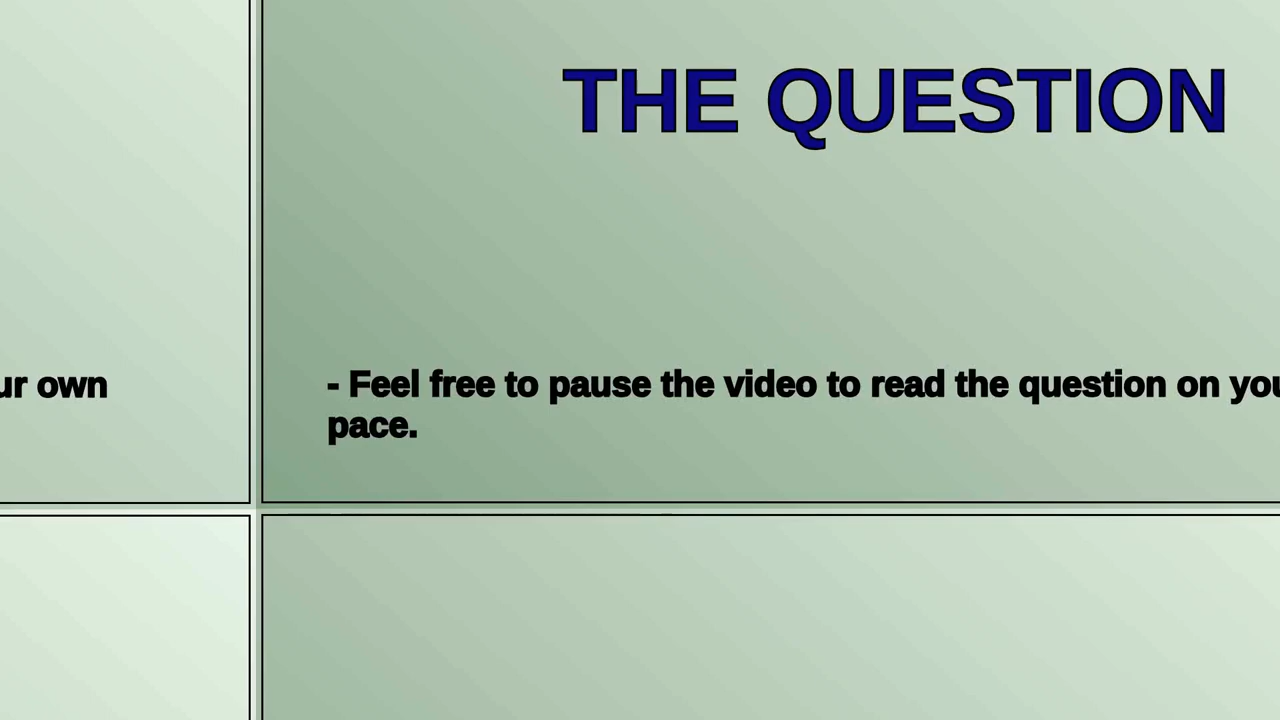 THE QUESTION
ur own
- Feel free to pause the video to read the question on you
pace.